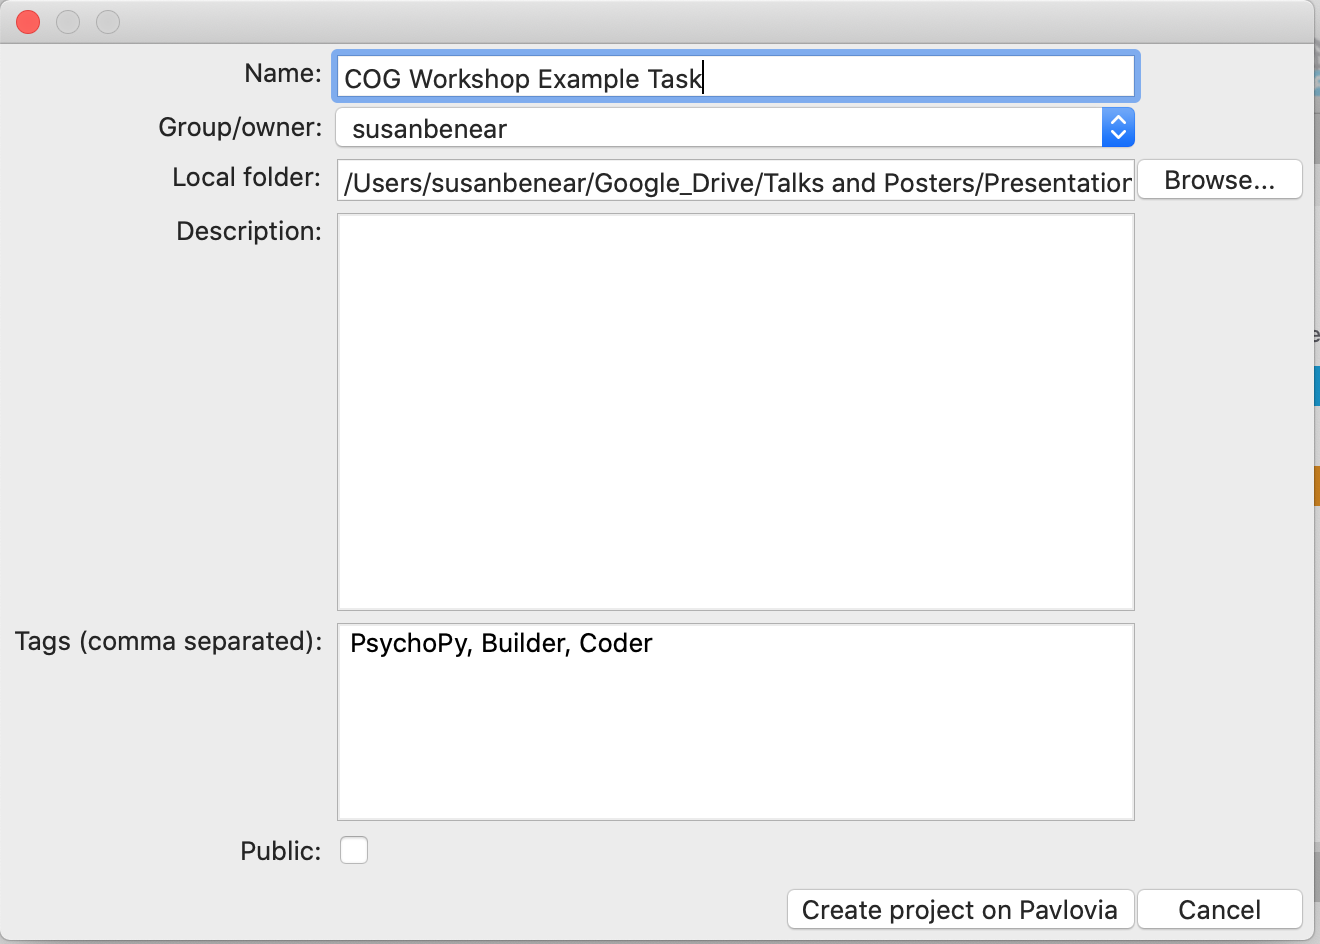 Name: COG Workshop Example Task
Group/owner: susanbenear
Local folder: /Users/susanbenear/Google_Drive/Talks and Posters/Presentation Browse...
Description:
Tags (comma separated): PsychoPy, Builder, Coder
Public:
Create project on Pavlovia Cancel